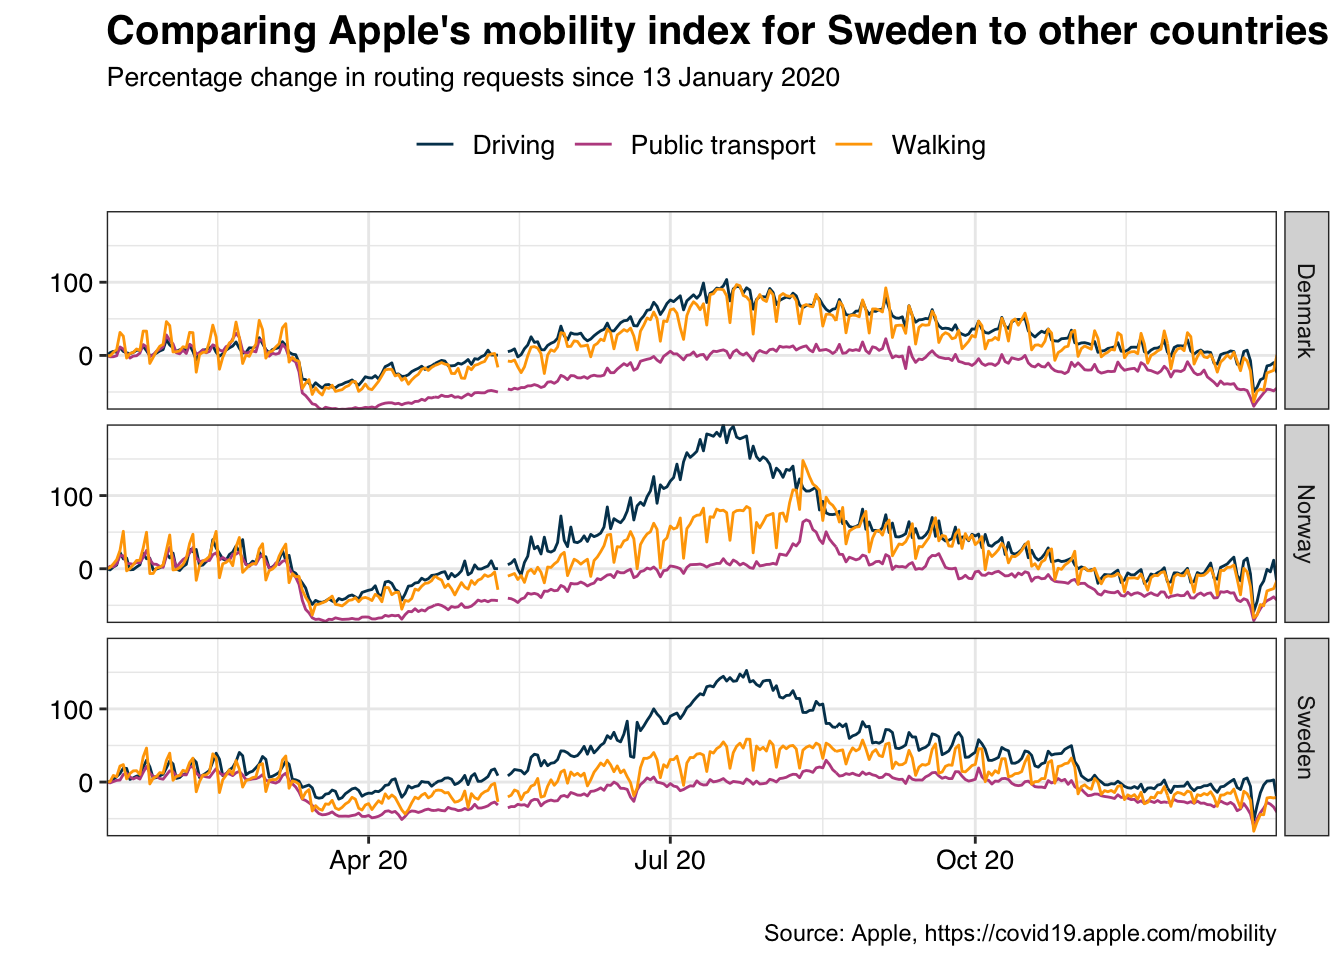 Comparing Apple's mobility index for Sweden to other countries
Percentage change in routing requests since 13 January 2020
Driving Public transport Walking
100
0
Denmark
100
0
Norway
100
0
Sweden
Apr 20 Jul 20 Oct 20
Source: Apple, https://covid19.apple.com/mobility